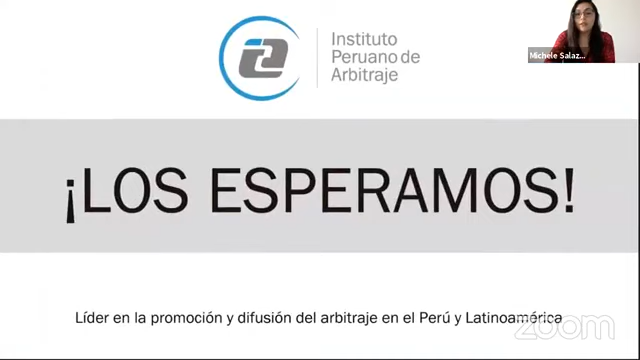 Instituto
Peruano de
Arbitraje
Michele Salaz...
¡LOS ESPERAMOS!
Líder en la promoción y difusión del arbitraje en el Perú y Latinoamérica
zoom